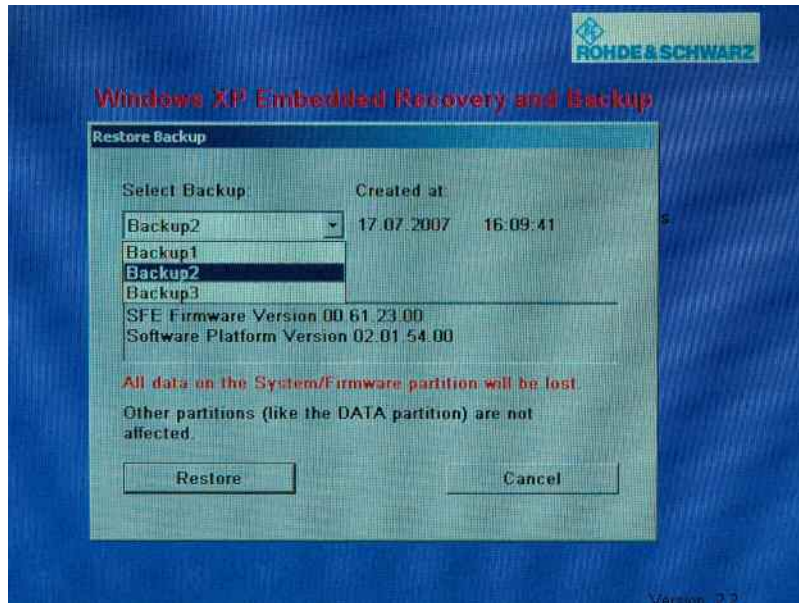 ROHDE & SCHWARZ
Windows XP Embedded Recovery and Backup
Restore Backup
Select Backup: Created at:
Backup2 17.07.2007 16:09:41
Backup1
Backup2
Backup3
SFE Firmware Version 00.61.23.00
Software Platform Version 02.01.54.00
All data on the System/Firmware partition will be lost.
Other partitions (like the DATA partition) are not
affected.
Restore Cancel
Version